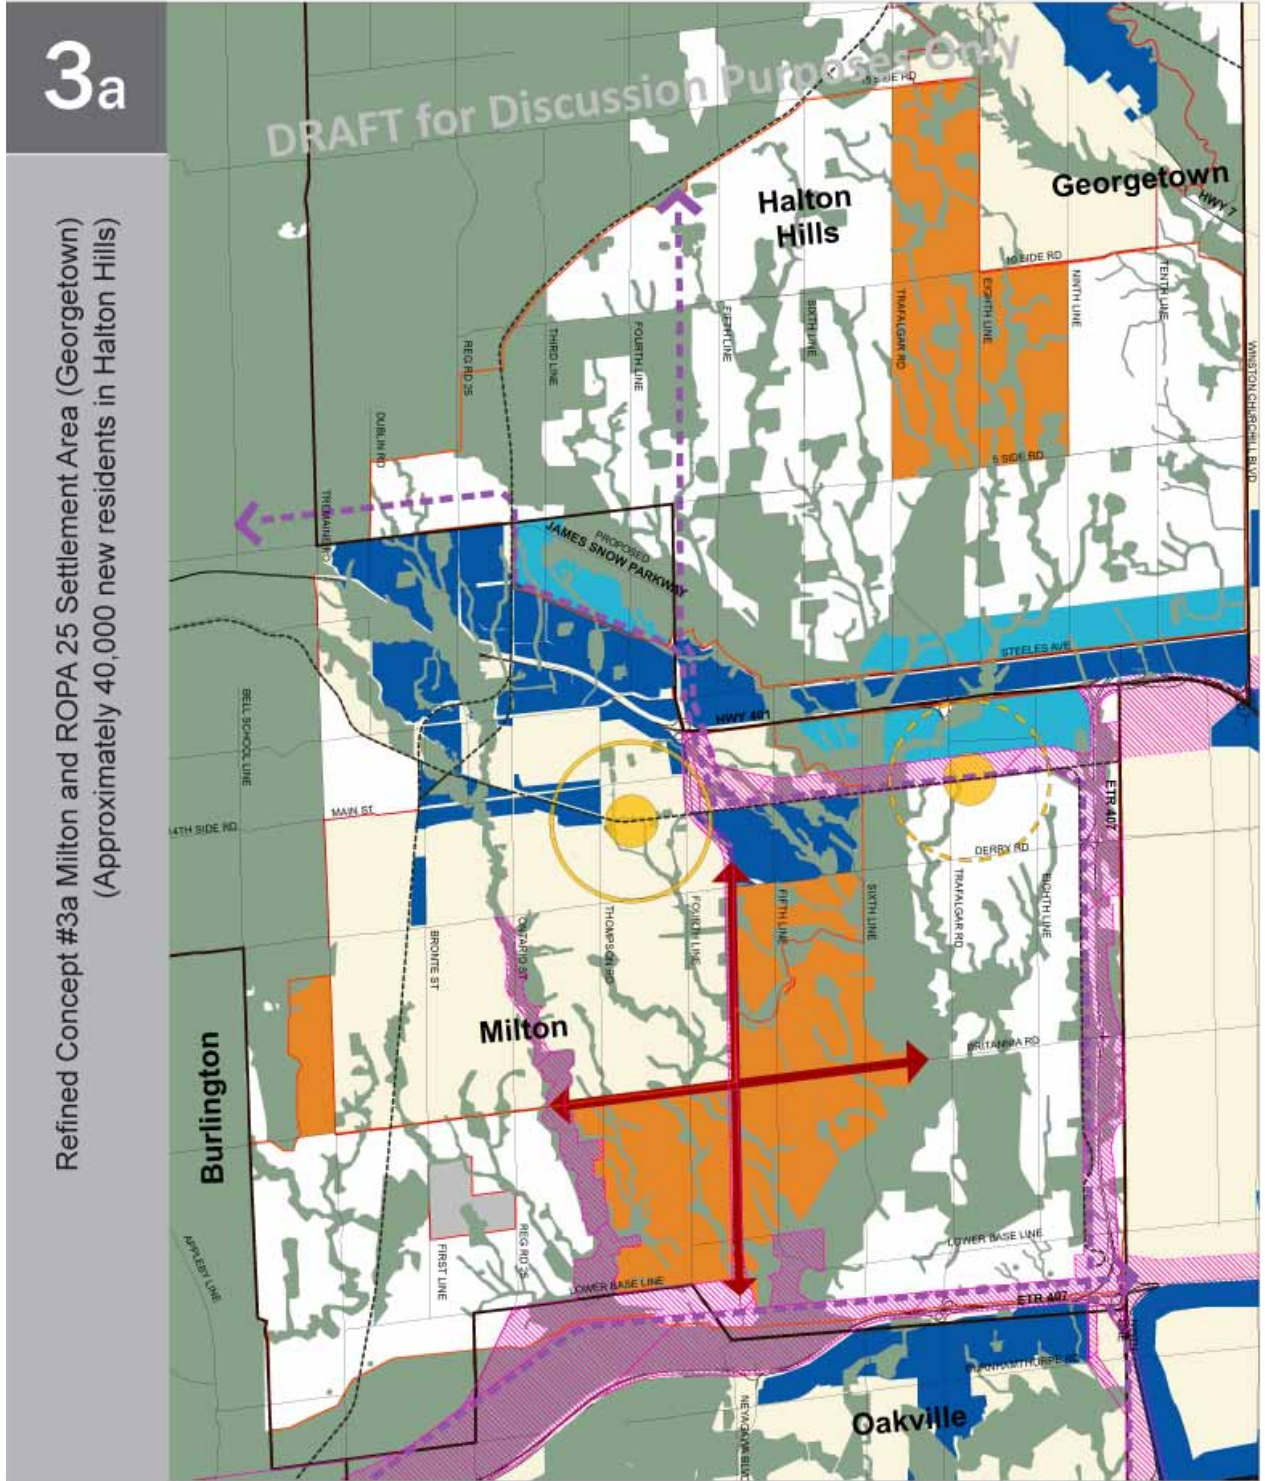 3a
Refined Concept #3a Milton and ROPA 25 Settlement Area (Georgetown)
(Approximately 40,000 new residents in Halton Hills)
DRAFT for Discussion Purposes Only
15 SIDE RD
Halton
Hills
Georgetown
HWY 7
10 SIDE RD
TRAFALGAR RD
EIGHTH LINE
NINTH LINE
TENTH LINE
WINSTON CHURCHILL BLVD
SIXTH LINE
FIFTH LINE
FOURTH LINE
THIRD LINE
REG RD 25
DUBLIN RD
TREMAINE RD
5 SIDE RD
PROPOSED
JAMES SNOW PARKWAY
STEELES AVE
HWY 401
BELL SCHOOL LINE
MAIN ST
14TH SIDE RD
ETR 407
DERRY RD
TRAFALGAR RD
EIGHTH LINE
SIXTH LINE
FIFTH LINE
FOURTH LINE
THOMPSON RD
ONTARIO ST
BRONTE ST
Milton
BRITANNIA RD
Burlington
APPLEBY LINE
FIRST LINE
REG RD 25
LOWER BASE LINE
LOWER BASE LINE
ETR 407
BURNHAMTHORPE RD
NEYAGAWA BLVD
Oakville